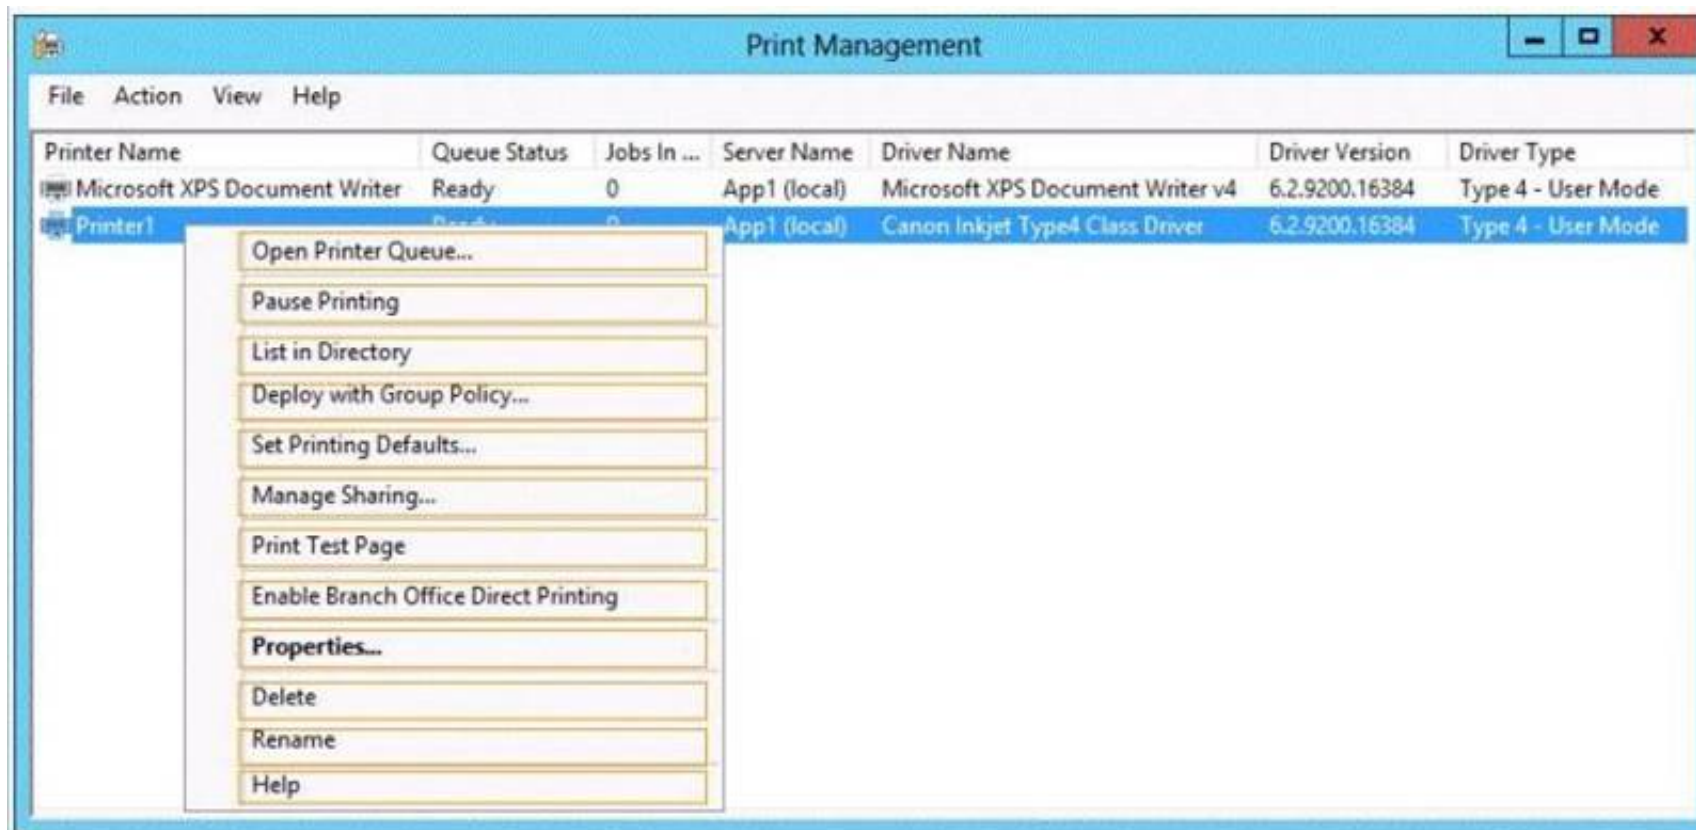 Print Management
File Action View Help
Printer Name Queue Status Jobs In ... Server Name Driver Name Driver Version Driver Type
Microsoft XPS Document Writer Ready 0 App1 (local) Microsoft XPS Document Writer v4 6.2.9200.16384 Type 4 - User Mode
Printer1 Ready 0 App1 (local) Canon Inkjet Type4 Class Driver 6.2.9200.16384 Type 4 - User Mode
Open Printer Queue...
Pause Printing
List in Directory
Deploy with Group Policy...
Set Printing Defaults...
Manage Sharing...
Print Test Page
Enable Branch Office Direct Printing
Properties...
Delete
Rename
Help